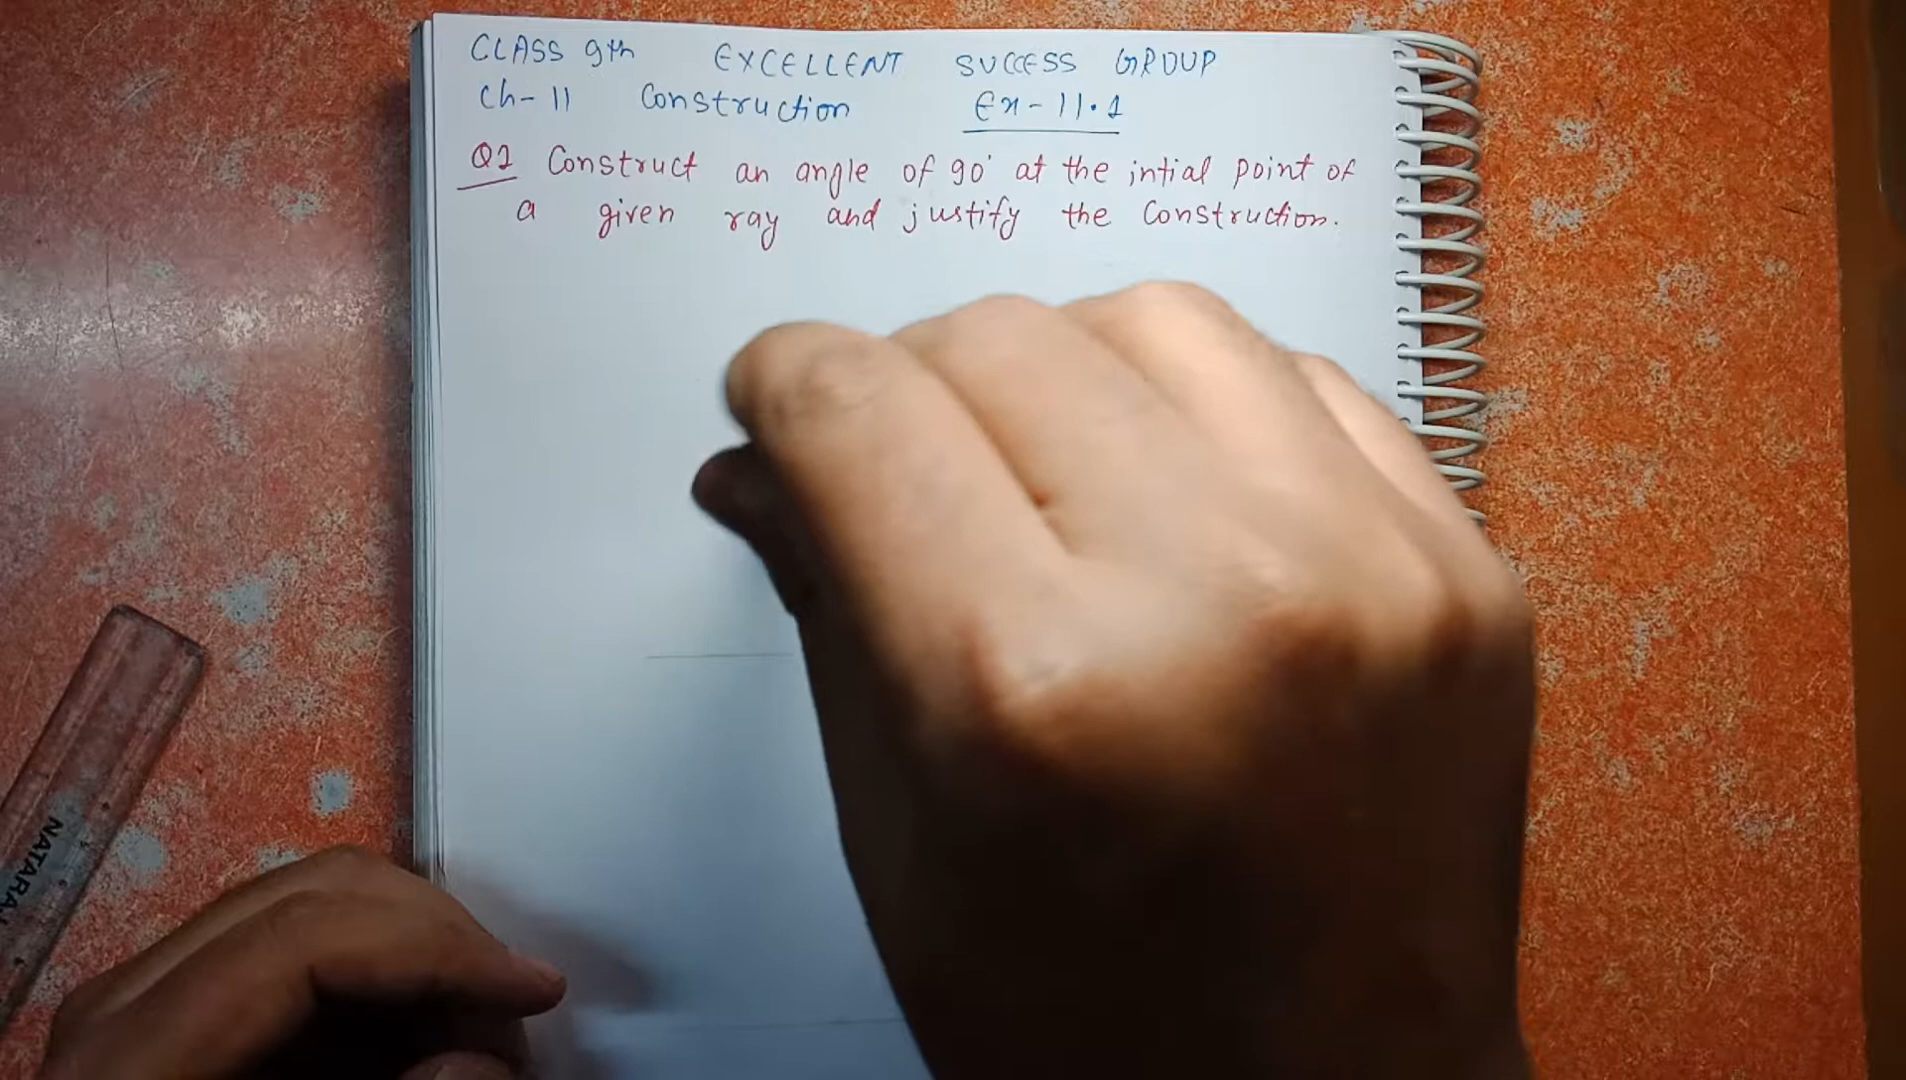 CLASS 9th EXCELLENT SUCCESS GROUP
Ch-11 Construction Ex-11.1
Q1 Construct an angle of 90° at the intial point of
a given ray and justify the Construction.
NATARAJ